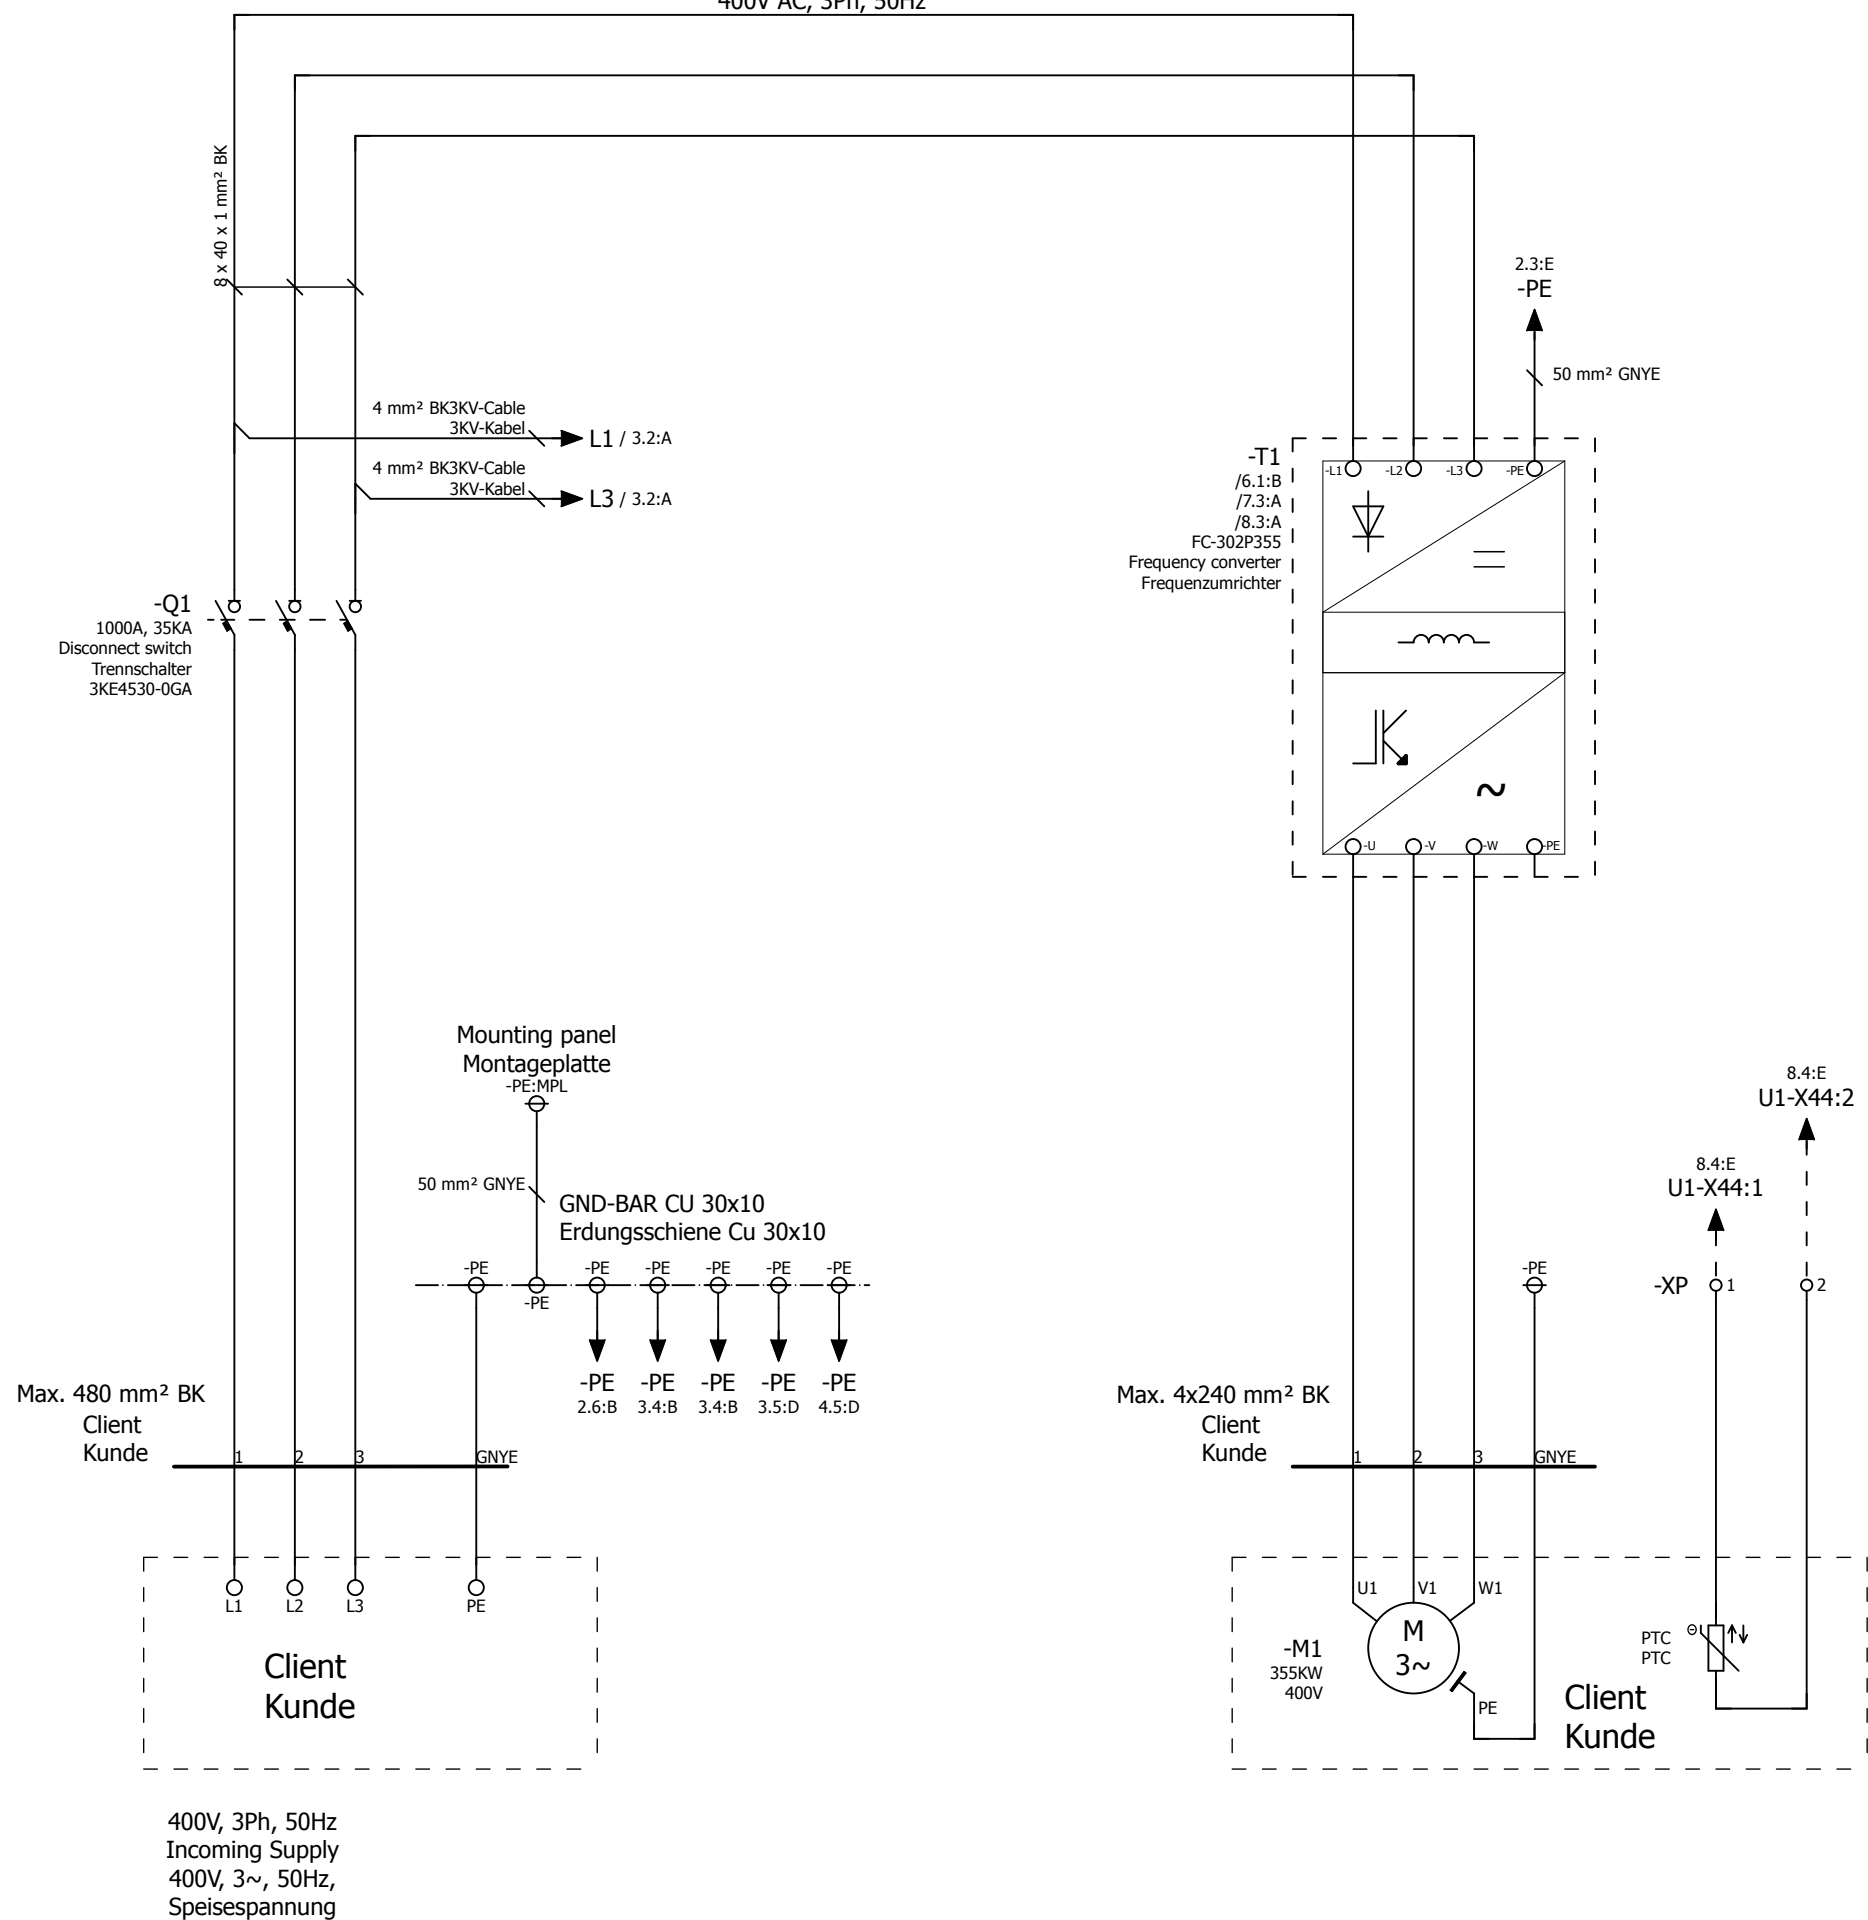 400V AC, 3Ph, 50Hz
8 x 40 x 1 mm² BK
2.3:E
-PE
50 mm² GNYE
4 mm² BK3KV-Cable
3KV-Kabel
L1 / 3.2:A
4 mm² BK3KV-Cable
3KV-Kabel
L3 / 3.2:A
-T1
/6.1:B
/7.3:A
/8.3:A
FC-302P355
Frequency converter
Frequenzumrichter
-L1
-L2
-L3
-PE
~
-U
-V
-W
-PE
-Q1
1000A, 35KA
Disconnect switch
Trennschalter
3KE4530-0GA
Mounting panel
Montageplatte
-PE:MPL
50 mm² GNYE
GND-BAR CU 30x10
Erdungsschiene Cu 30x10
-PE
-PE
-PE
-PE
-PE
-PE
-PE
-PE
2.6:B
-PE
3.4:B
-PE
3.4:B
-PE
3.5:D
-PE
4.5:D
8.4:E
U1-X44:2
8.4:E
U1-X44:1
-PE
-XP
1
2
Max. 480 mm² BK
Client
Kunde
1
2
3
GNYE
Max. 4x240 mm² BK
Client
Kunde
1
2
3
GNYE
L1
L2
L3
PE
Client
Kunde
U1
V1
W1
M
3~
-M1
355KW
400V
PE
PTC
PTC
Θ
Client
Kunde
400V, 3Ph, 50Hz
Incoming Supply
400V, 3~, 50Hz,
Speisespannung